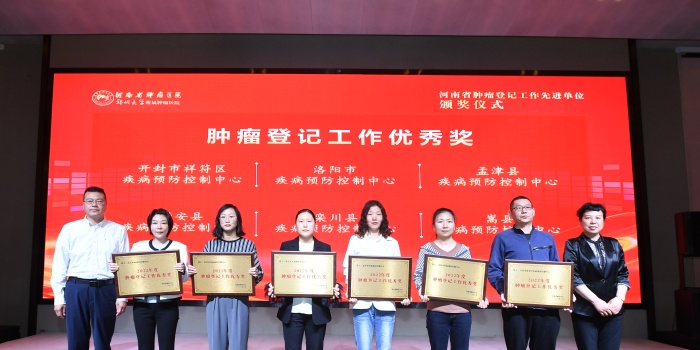 河南省肿瘤医院
郑州大学附属肿瘤医院
河南省肿瘤登记工作先进单位
颁奖仪式
肿瘤登记工作优秀奖
开封市祥符区
疾病预防控制中心
洛阳市
疾病预防控制中心
孟津县
疾病预防控制中心
安县
疾病预防控制中心
栾川县
疾病预防控制中心
嵩县
疾病预防控制中心
2022年度
肿瘤登记工作优秀奖
2022年度
肿瘤登记工作优秀奖
2022年度
肿瘤登记工作优秀奖
2022年度
肿瘤登记工作优秀奖
2022年度
肿瘤登记工作优秀奖
2022年度
肿瘤登记工作优秀奖